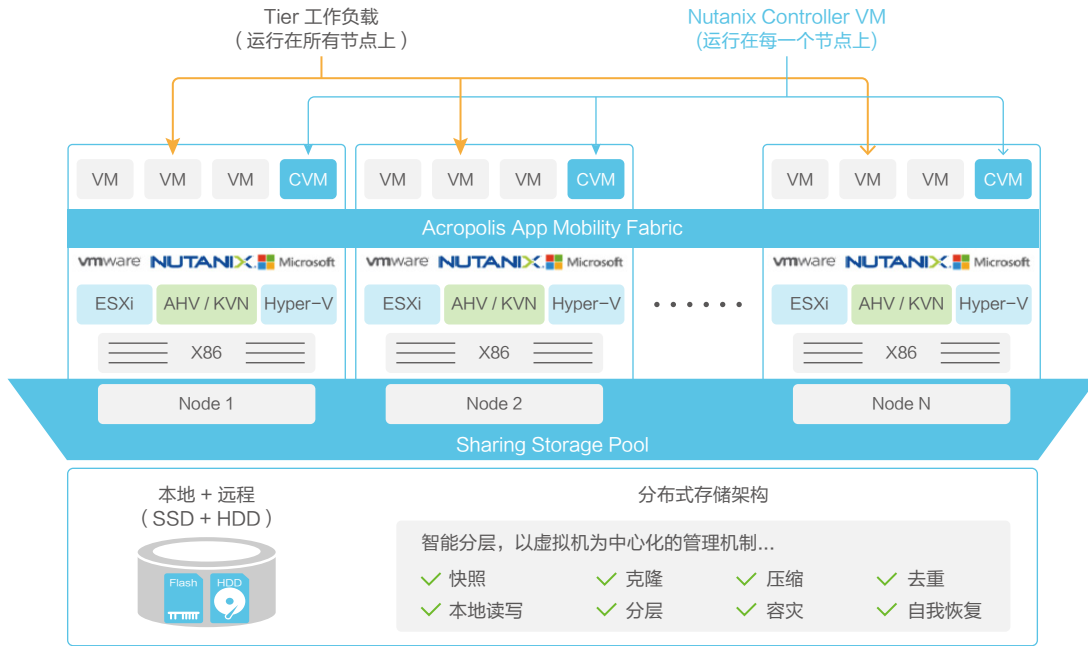 Tier 工作负载
（运行在所有节点上）
Nutanix Controller VM
(运行在每一个节点上)
VM VM VM CVM VM VM VM CVM VM VM VM CVM
Acropolis App Mobility Fabric
vmware NUTANIX. Microsoft vmware NUTANIX. Microsoft vmware NUTANIX. Microsoft
ESXi AHV / KVN Hyper-V ESXi AHV / KVN Hyper-V ······· ESXi AHV / KVN Hyper-V
X86 X86 X86
Node 1 Node 2 Node N
Sharing Storage Pool
本地 + 远程
（SSD + HDD）
Flash HDD
分布式存储架构
智能分层，以虚拟机为中心化的管理机制...
快照 克隆 压缩 去重
本地读写 分层 容灾 自我恢复